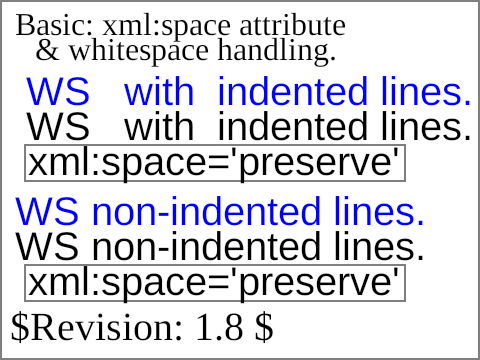 Basic: xml:space attribute
& whitespace handling.
WS   with  indented lines.
WS   with  indented lines.
xml:space='preserve'
WS non-indented lines.
WS non-indented lines.
xml:space='preserve'
$Revision: 1.8 $